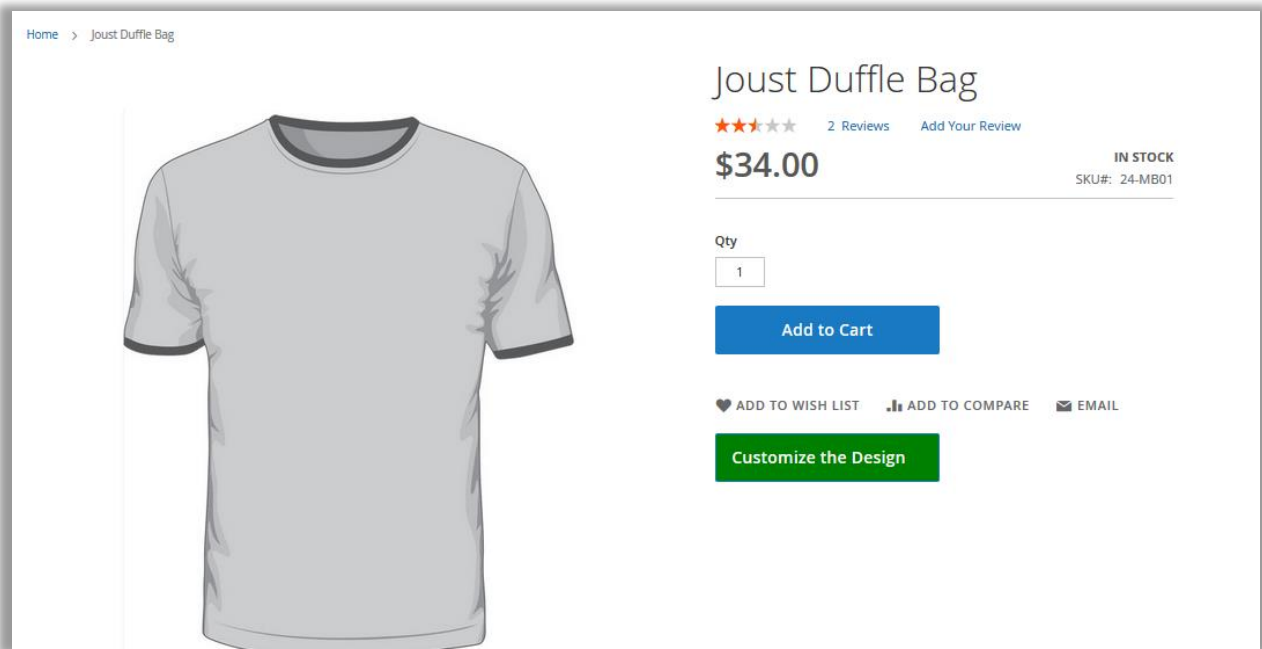 Home > Joust Duffle Bag
Joust Duffle Bag
2 Reviews Add Your Review
$34.00
IN STOCK
SKU#: 24-MB01
Qty
1
Add to Cart
ADD TO WISH LIST ADD TO COMPARE EMAIL
Customize the Design